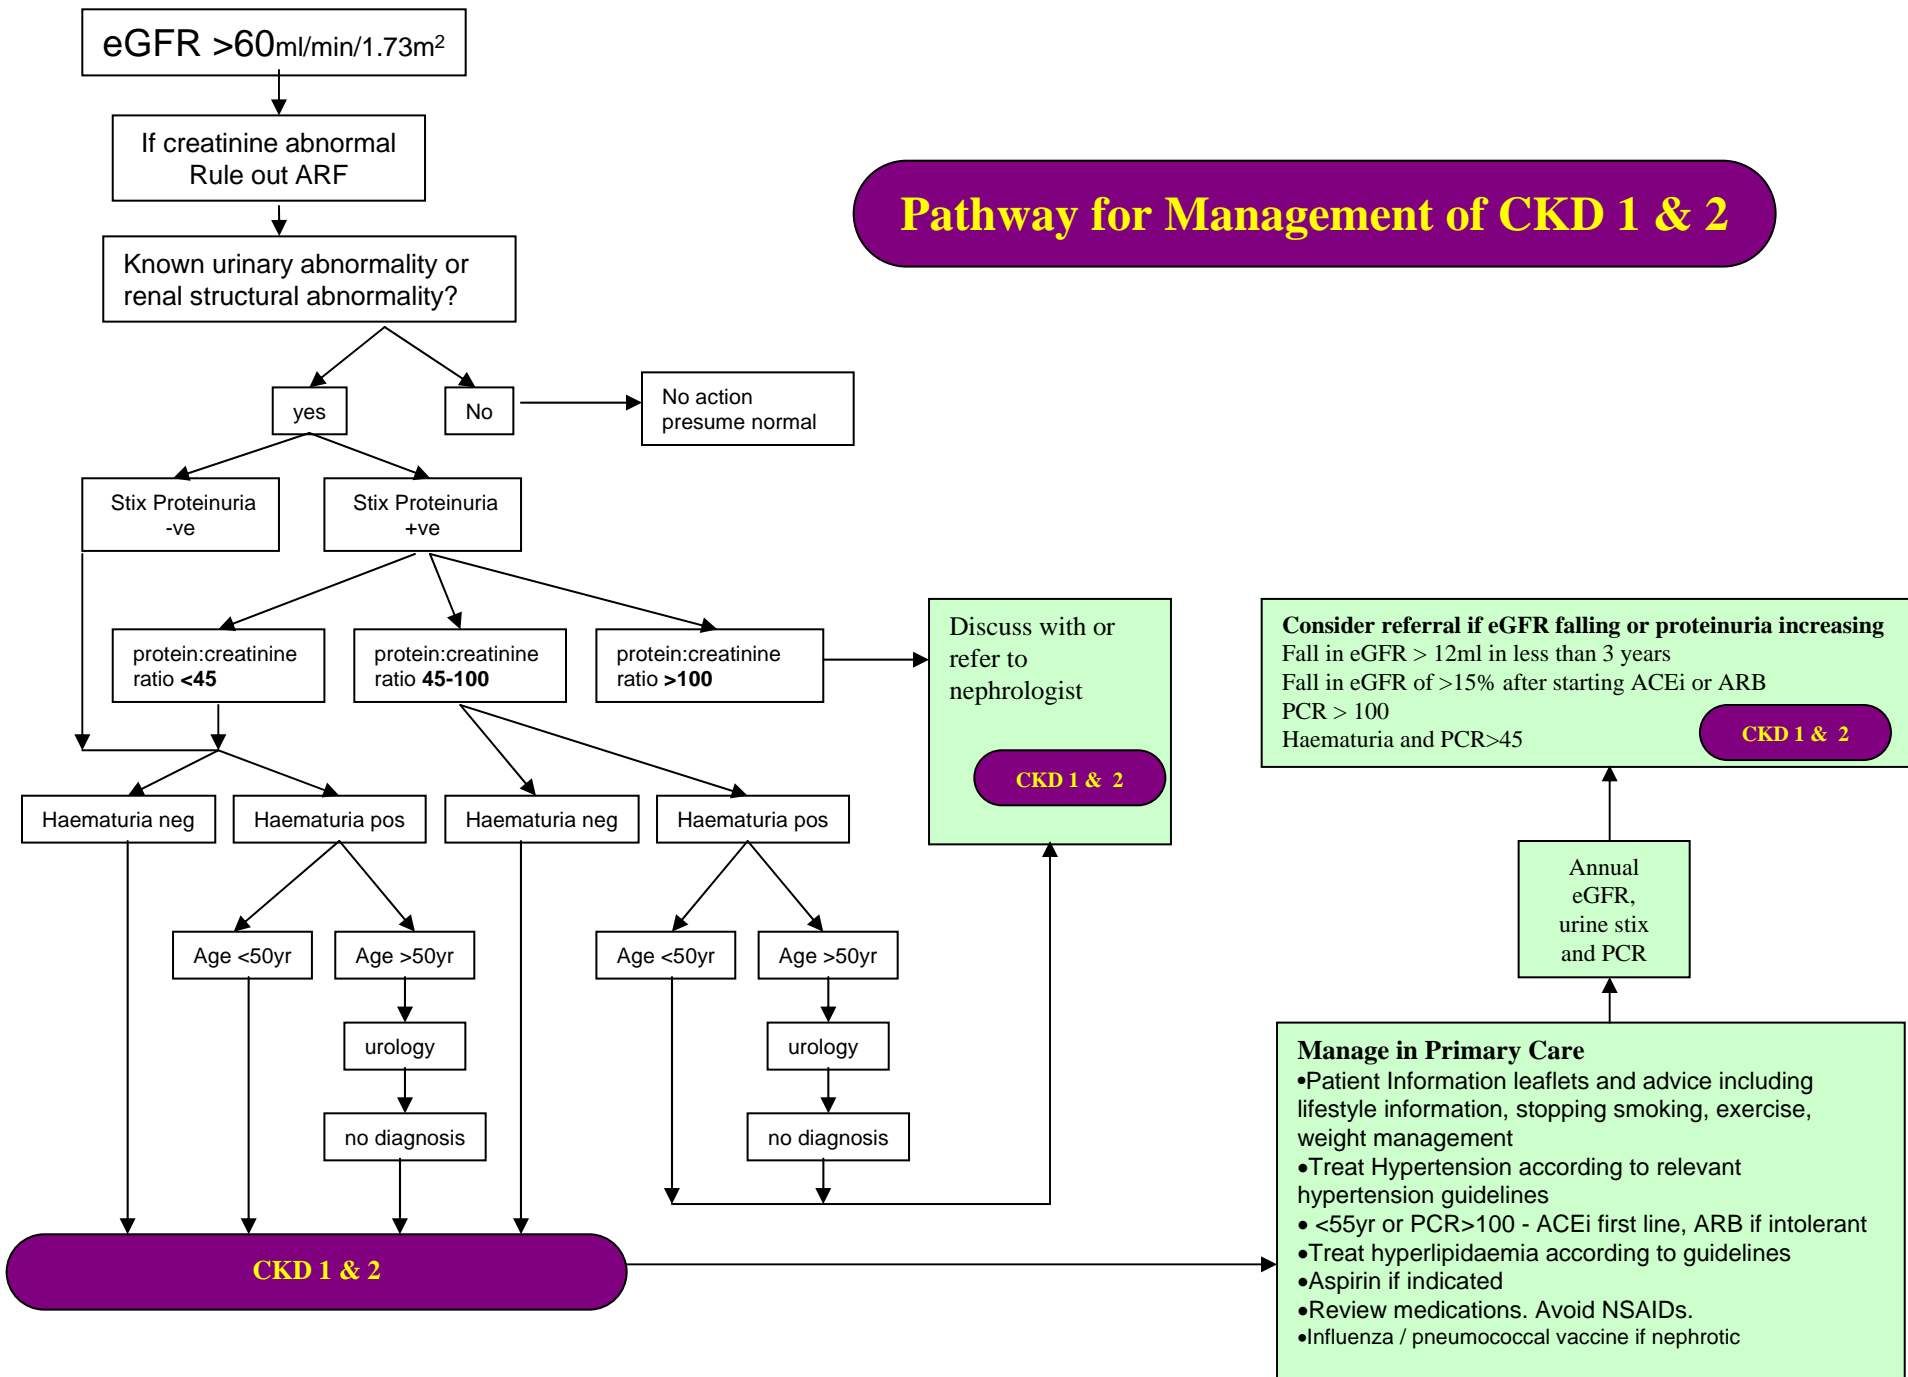 eGFR >60ml/min/1.73m²
If creatinine abnormal
Rule out ARF
Pathway for Management of CKD 1 & 2
Known urinary abnormality or
renal structural abnormality?
yes
No
No action
presume normal
Stix Proteinuria
-ve
Stix Proteinuria
+ve
protein:creatinine
ratio <45
protein:creatinine
ratio 45-100
protein:creatinine
ratio >100
Discuss with or
refer to
nephrologist
CKD 1 & 2
Consider referral if eGFR falling or proteinuria increasing
Fall in eGFR > 12ml in less than 3 years
Fall in eGFR of >15% after starting ACEi or ARB
PCR > 100
Haematuria and PCR>45
CKD 1 & 2
Haematuria neg
Haematuria pos
Haematuria neg
Haematuria pos
Annual
eGFR,
urine stix
and PCR
Age <50yr
Age >50yr
Age <50yr
Age >50yr
urology
urology
no diagnosis
no diagnosis
CKD 1 & 2
Manage in Primary Care
•Patient Information leaflets and advice including
lifestyle information, stopping smoking, exercise,
weight management
•Treat Hypertension according to relevant
hypertension guidelines
• <55yr or PCR>100 - ACEi first line, ARB if intolerant
•Treat hyperlipidaemia according to guidelines
•Aspirin if indicated
•Review medications. Avoid NSAIDs.
•Influenza / pneumococcal vaccine if nephrotic